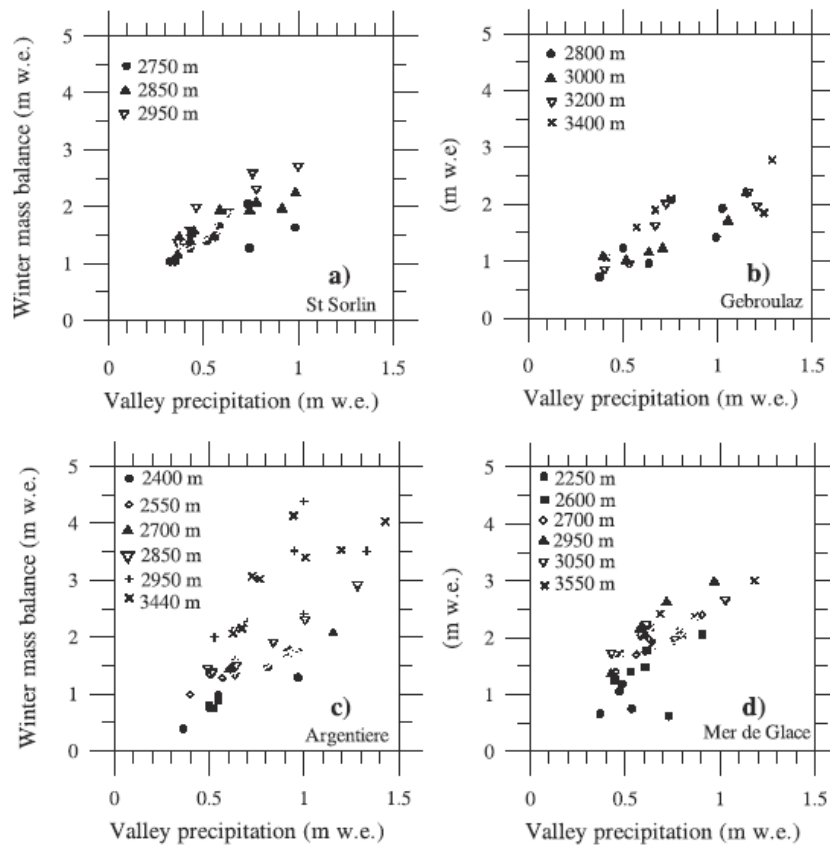 5
4
3
2
1
0
2750 m
2850 m
2950 m
a)
St Sorlin
0
0.5
1
1.5
Winter mass balance (m w.e.)
Valley precipitation (m w.e.)
5
4
3
2
1
0
2800 m
3000 m
3200 m
3400 m
b)
Gebroulaz
0
0.5
1
1.5
(m w.e)
Valley precipitation (m w.e.)
5
4
3
2
1
0
2400 m
2550 m
2700 m
2850 m
2950 m
3440 m
c)
Argentiere
0
0.5
1
1.5
Winter mass balance (m w.e.)
Valley precipitation (m w.e.)
5
4
3
2
1
0
2250 m
2600 m
2700 m
2950 m
3050 m
3550 m
d)
Mer de Glace
0
0.5
1
1.5
(m w.e.)
Valley precipitation (m w.e.)